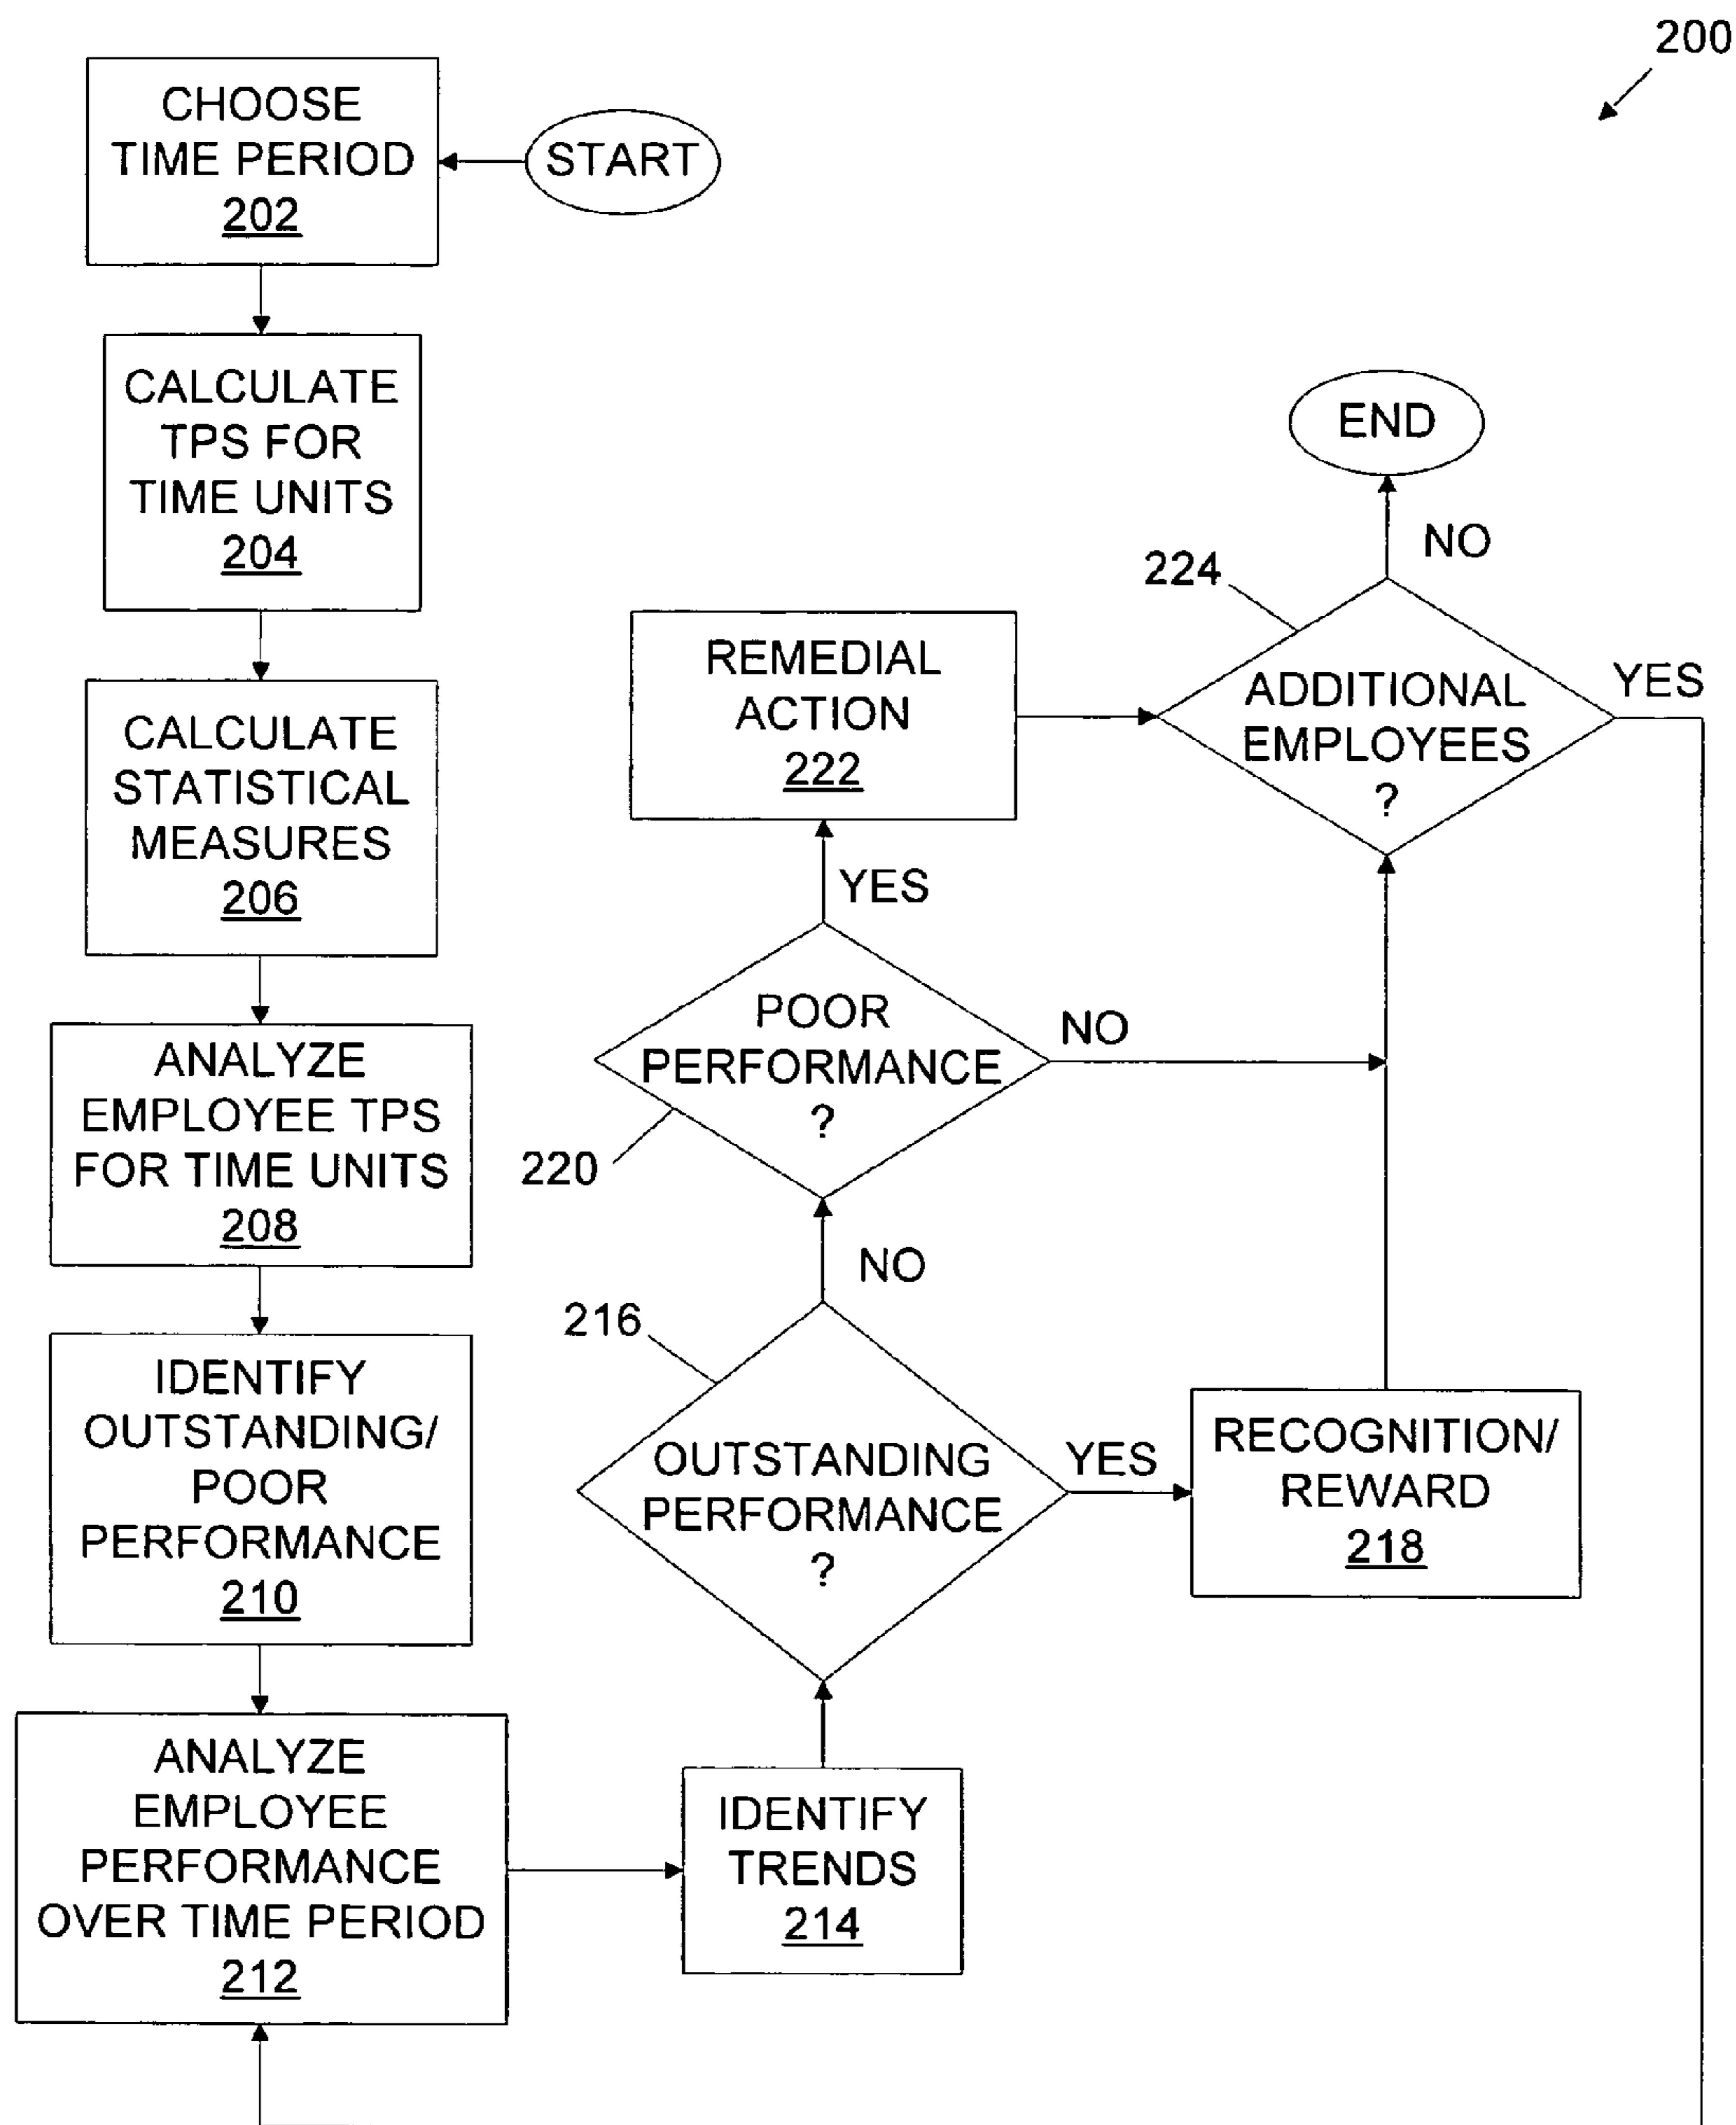 200
CHOOSE
TIME PERIOD
202
START
CALCULATE
TPS FOR
TIME UNITS
204
CALCULATE
STATISTICAL
MEASURES
206
ANALYZE
EMPLOYEE TPS
FOR TIME UNITS
208
IDENTIFY
OUTSTANDING/
POOR
PERFORMANCE
210
ANALYZE
EMPLOYEE
PERFORMANCE
OVER TIME PERIOD
212
IDENTIFY
TRENDS
214
216
OUTSTANDING
PERFORMANCE
?
YES
RECOGNITION/
REWARD
218
NO
220
POOR
PERFORMANCE
?
NO
YES
REMEDIAL
ACTION
222
224
ADDITIONAL
EMPLOYEES
?
YES
NO
END